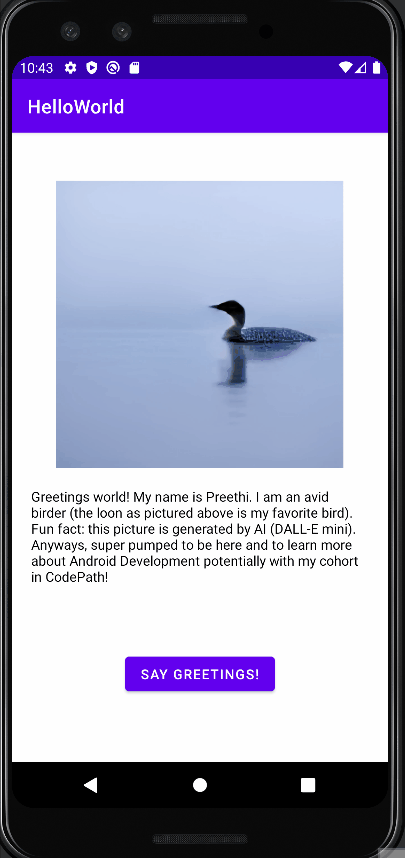 10:43
HelloWorld
Greetings world! My name is Preethi. I am an avid
birder (the loon as pictured above is my favorite bird).
Fun fact: this picture is generated by AI (DALL-E mini).
Anyways, super pumped to be here and to learn more
about Android Development potentially with my cohort
in CodePath!
SAY GREETINGS!